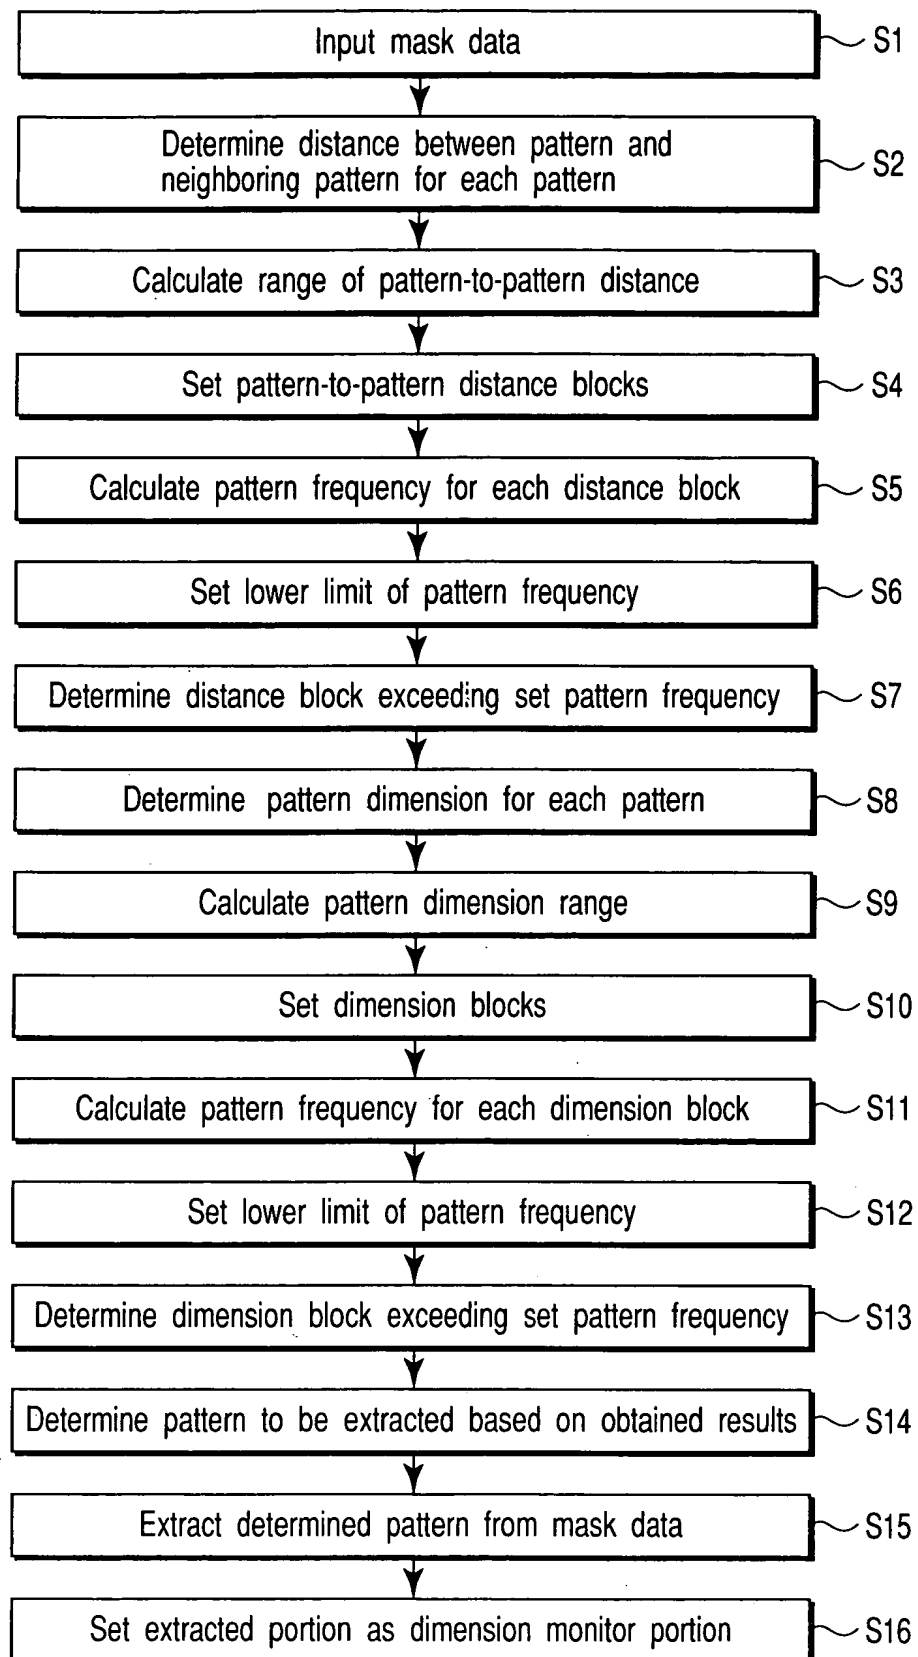 Input mask data S1
Determine distance between pattern and
neighboring pattern for each pattern S2
Calculate range of pattern-to-pattern distance S3
Set pattern-to-pattern distance blocks S4
Calculate pattern frequency for each distance block S5
Set lower limit of pattern frequency S6
Determine distance block exceeding set pattern frequency S7
Determine pattern dimension for each pattern S8
Calculate pattern dimension range S9
Set dimension blocks S10
Calculate pattern frequency for each dimension block S11
Set lower limit of pattern frequency S12
Determine dimension block exceeding set pattern frequency S13
Determine pattern to be extracted based on obtained results S14
Extract determined pattern from mask data S15
Set extracted portion as dimension monitor portion S16